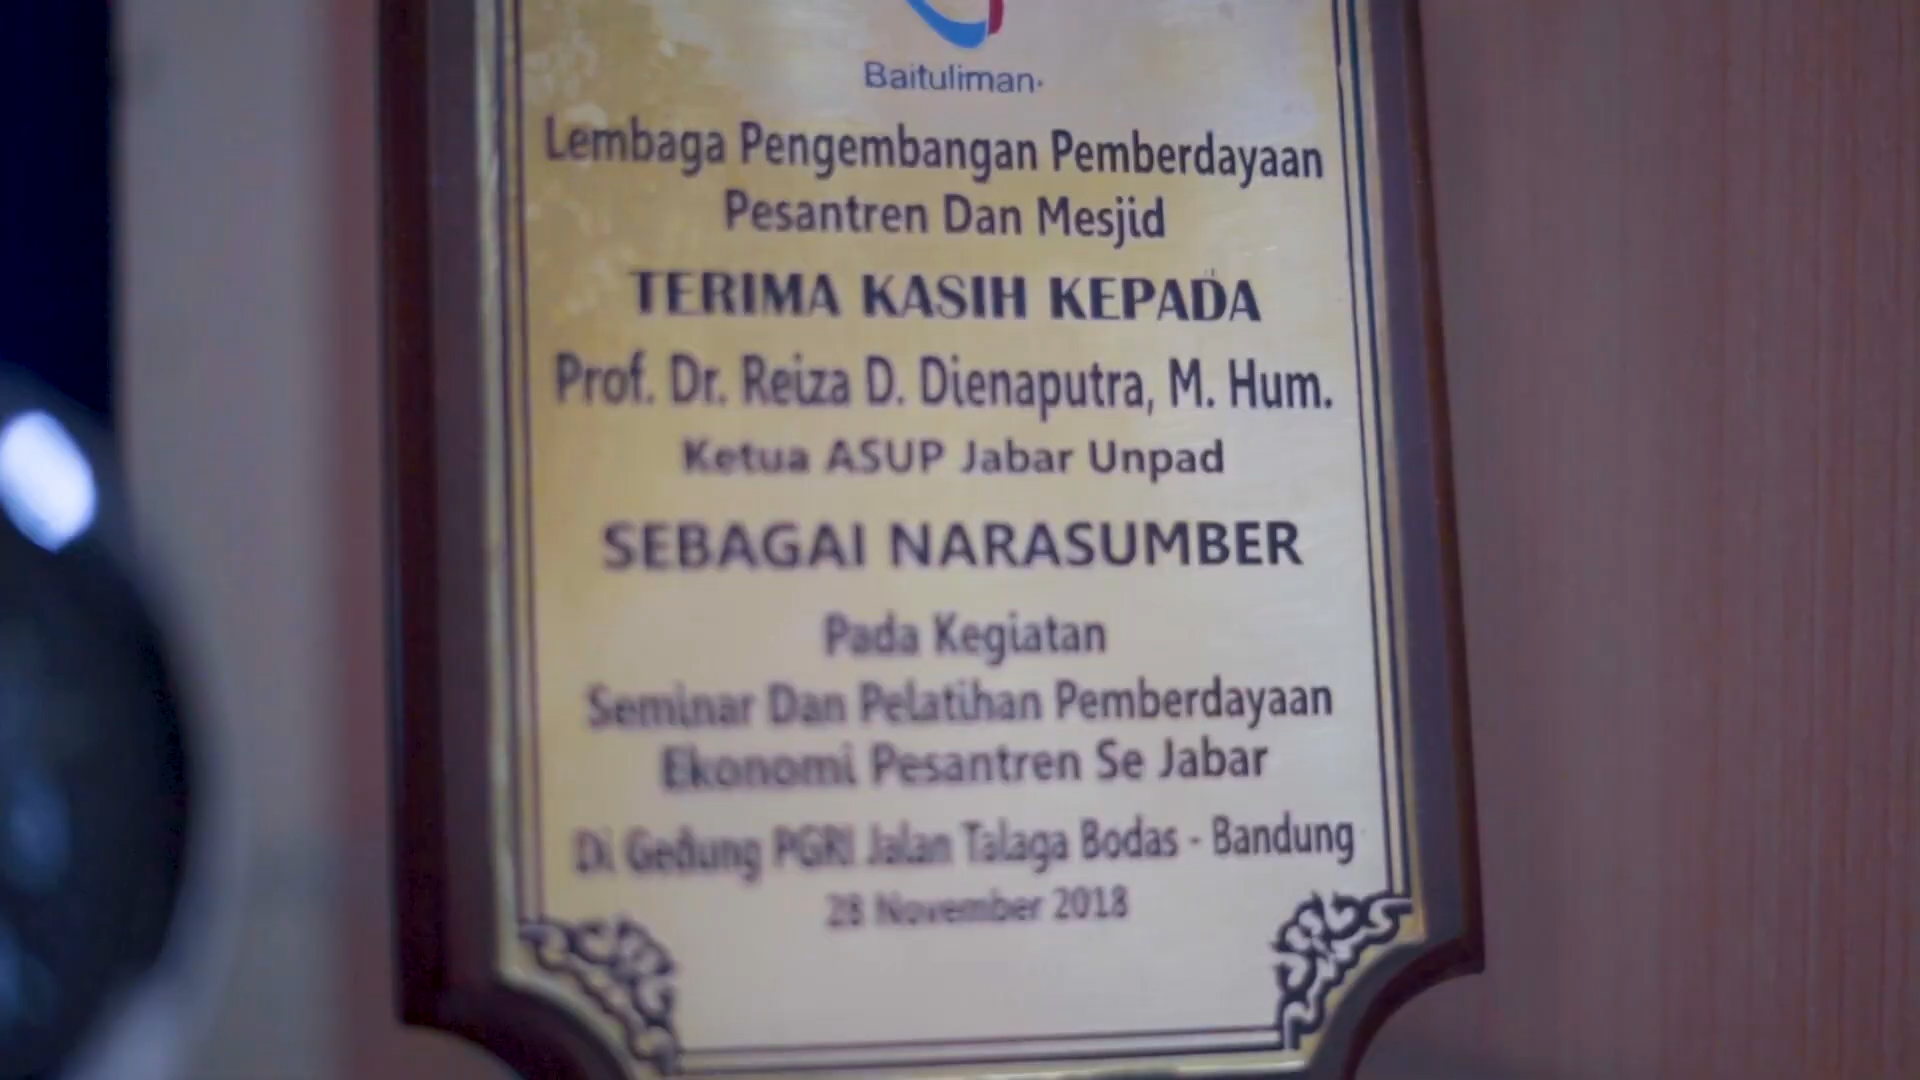 Baituliman
Lembaga Pengembangan Pemberdayaan
Pesantren Dan Mesjid
TERIMA KASIH KEPADA
Prof. Dr. Reiza D. Dienaputra, M. Hum.
Ketua ASUP Jabar Unpad
SEBAGAI NARASUMBER
Pada Kegiatan
Seminar Dan Pelatihan Pemberdayaan
Ekonomi Pesantren Se Jabar
Di Gedung PGRI Jalan Talaga Bodas - Bandung
28 November 2018